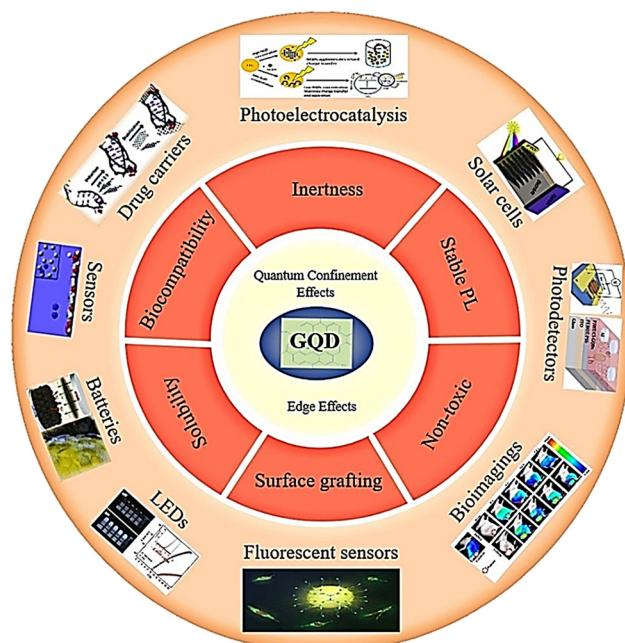 Photoelectrocatalysis
Solar cells
Photodetectors
Bioimagings
Fluorescent sensors
LEDs
Batteries
Sensors
Drug carriers
Inertness
Stable PL
Non-toxic
Surface grafting
Solubility
Biocompatibility
Quantum Confinement
Effects
GQD
Edge Effects